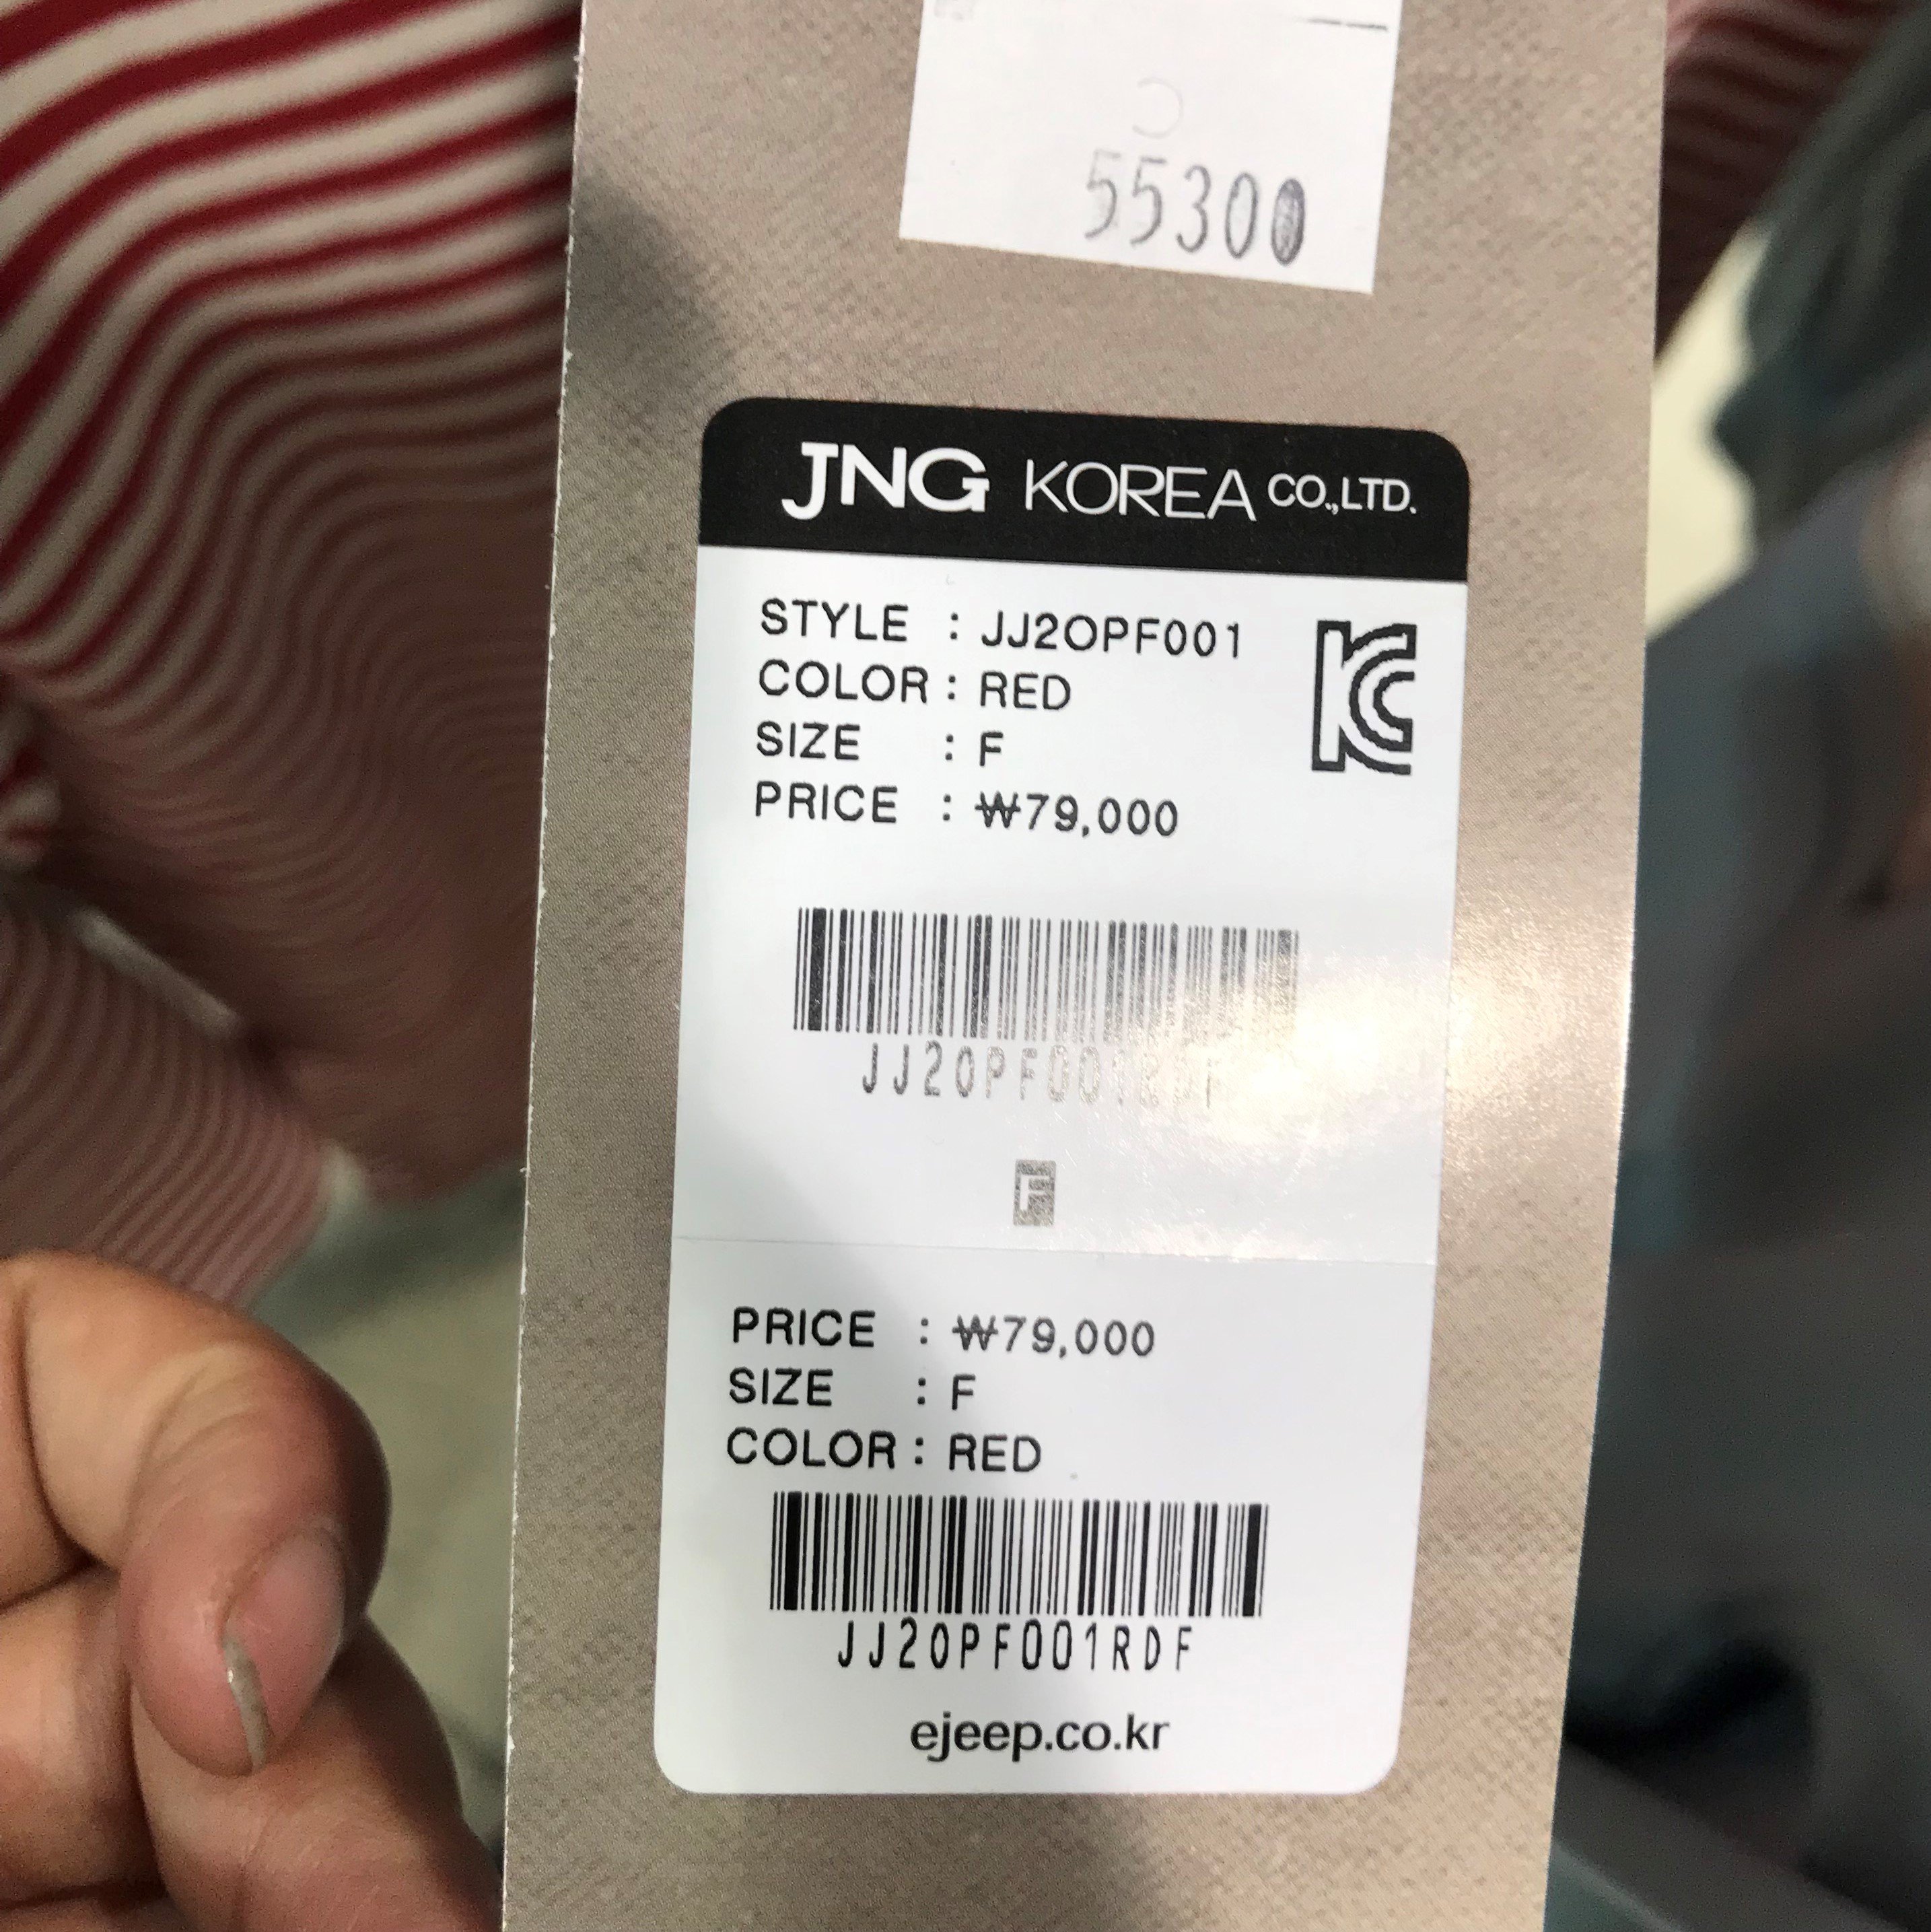 55300
JNG KOREA CO.,LTD.
STYLE : JJ2OPF001
COLOR : RED
SIZE : F
PRICE : ₩79,000
JJ20PF001RDF
F
PRICE : ₩79,000
SIZE : F
COLOR : RED
JJ20PF001RDF
ejeep.co.kr